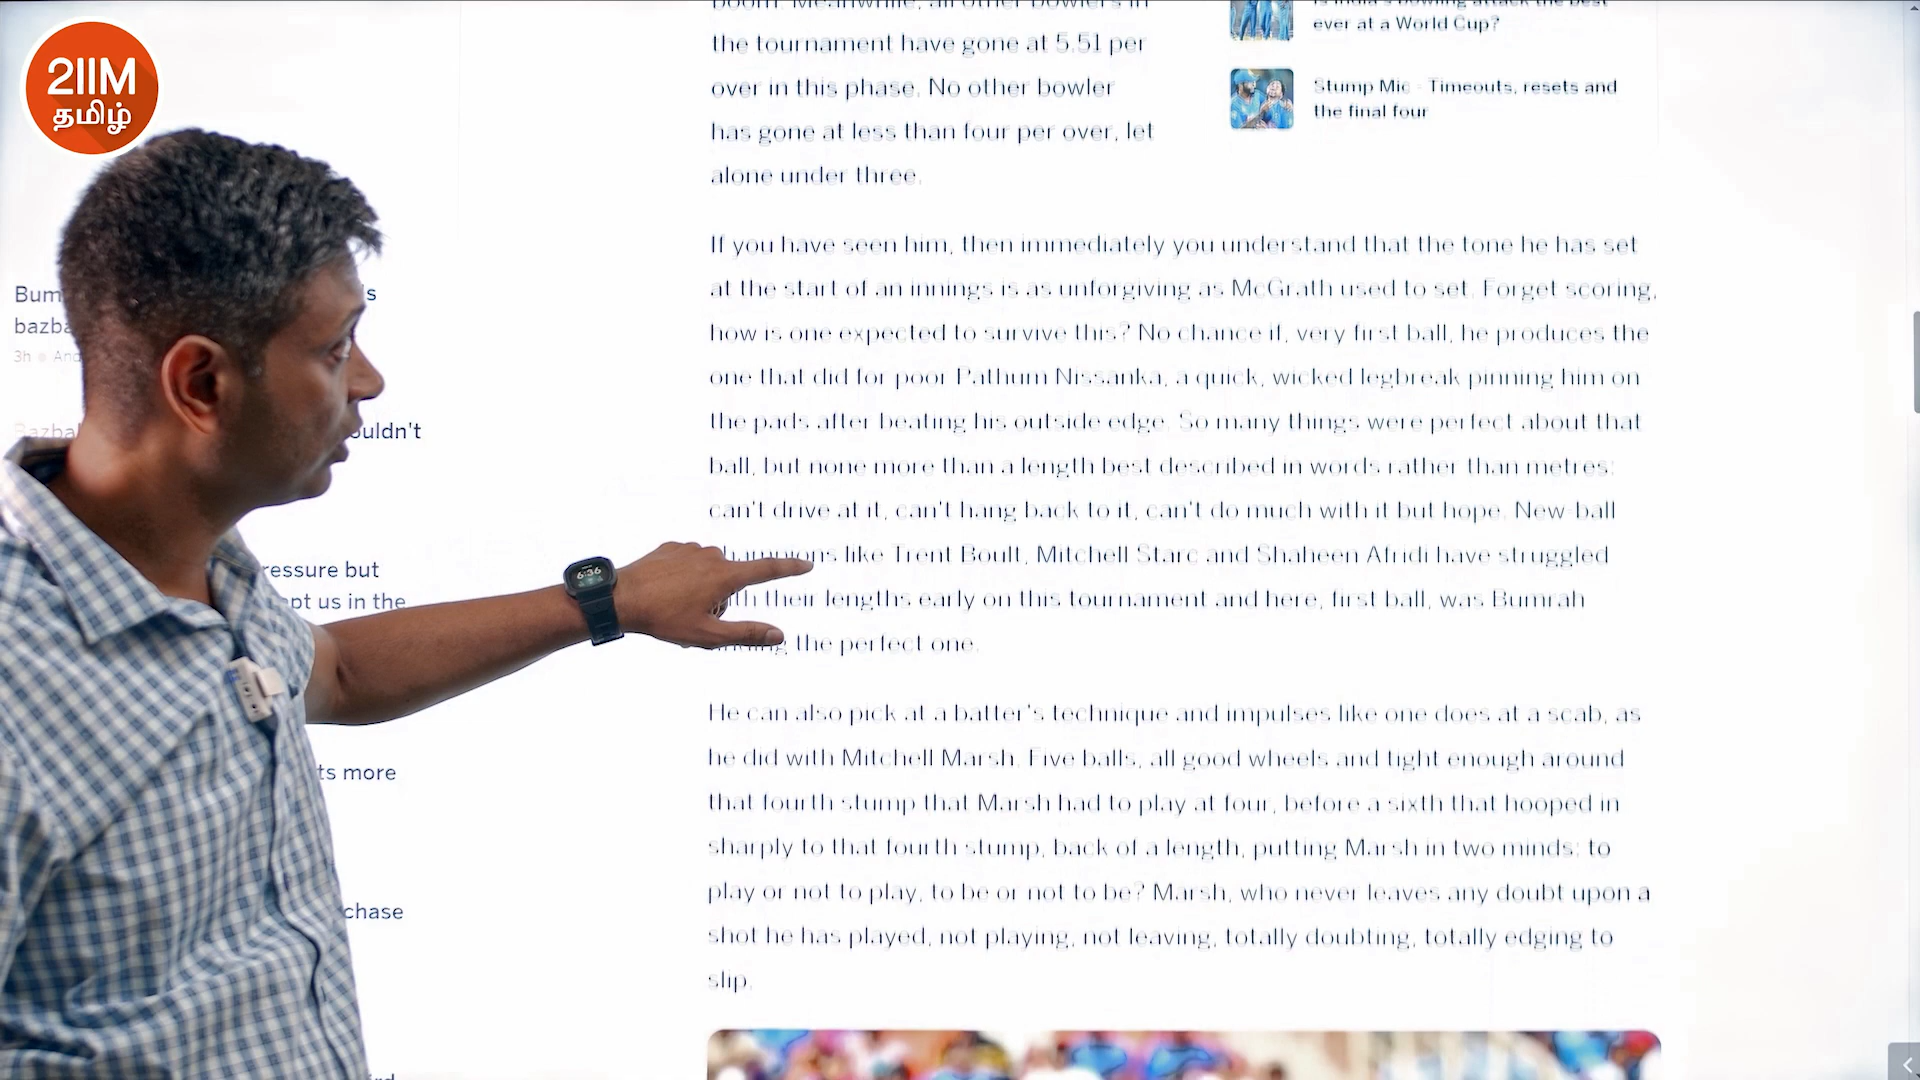 2IIM
தமிழ்
the tournament have gone at 5.51 per
over in this phase. No other bowler
has gone at less than four per over, let
alone under three.
ever at a World Cup?
Stump Mic - Timeouts, resets and
the final four
If you have seen him, then immediately you understand that the tone he has set
at the start of an innings is as unforgiving as McGrath used to set. Forget scoring,
how is one expected to survive this? No chance if, very first ball, he produces the
one that did for poor Pathum Nissanka, a quick, wicked legbreak pinning him on
the pads after beating his outside edge. So many things were perfect about that
ball, but none more than a length best described in words rather than metres:
can't drive at it, can't hang back to it, can't do much with it but hope. New-ball
champions like Trent Boult, Mitchell Starc and Shaheen Afridi have struggled
with their lengths early on this tournament and here, first ball, was Bumrah
the perfect one.
He can also pick at a batter's technique and impulses like one does at a scab, as
he did with Mitchell Marsh. Five balls, all good wheels and tight enough around
that fourth stump that Marsh had to play at four, before a sixth that hooped in
sharply to that fourth stump, back of a length, putting Marsh in two minds: to
play or not to play, to be or not to be? Marsh, who never leaves any doubt upon a
shot he has played, not playing, not leaving, totally doubting, totally edging to
slip.
Bum
bazba
3h
ouldn't
ressure but
us in the
ts more
chase
6:36